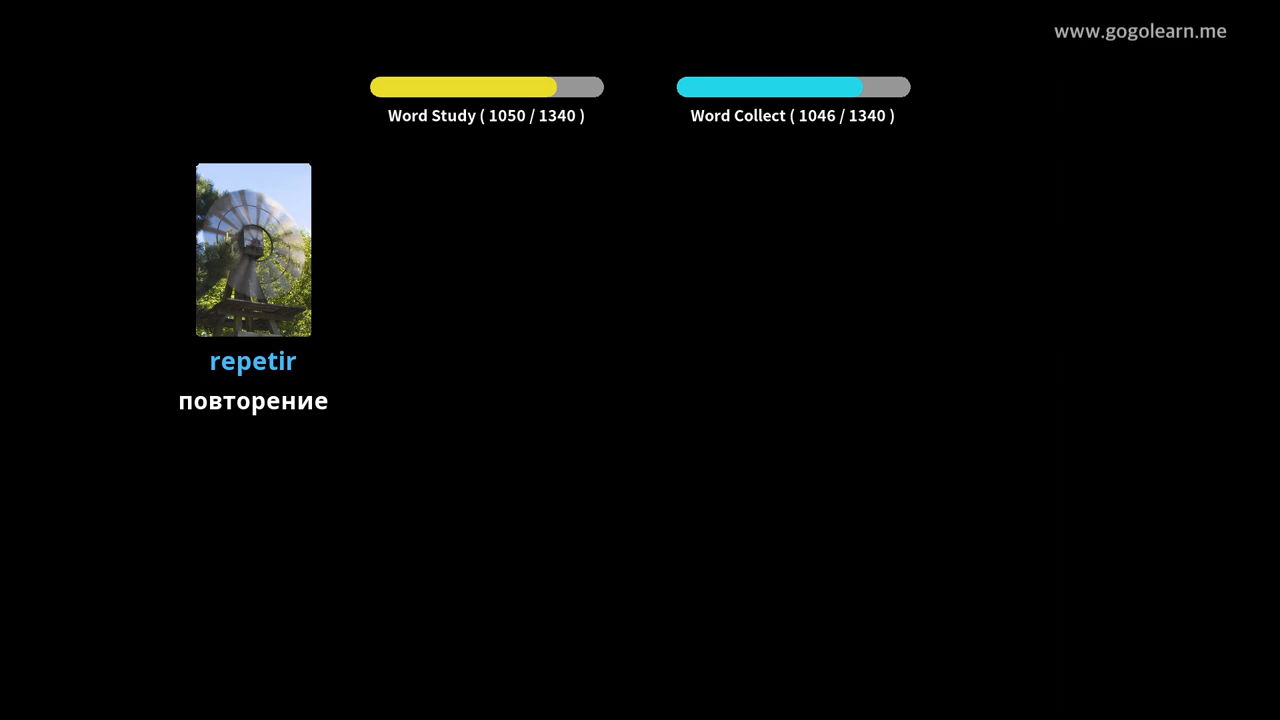 www.gogolearn.me
Word Study ( 1050 / 1340 )
Word Collect ( 1046 / 1340 )
repetir
повторение